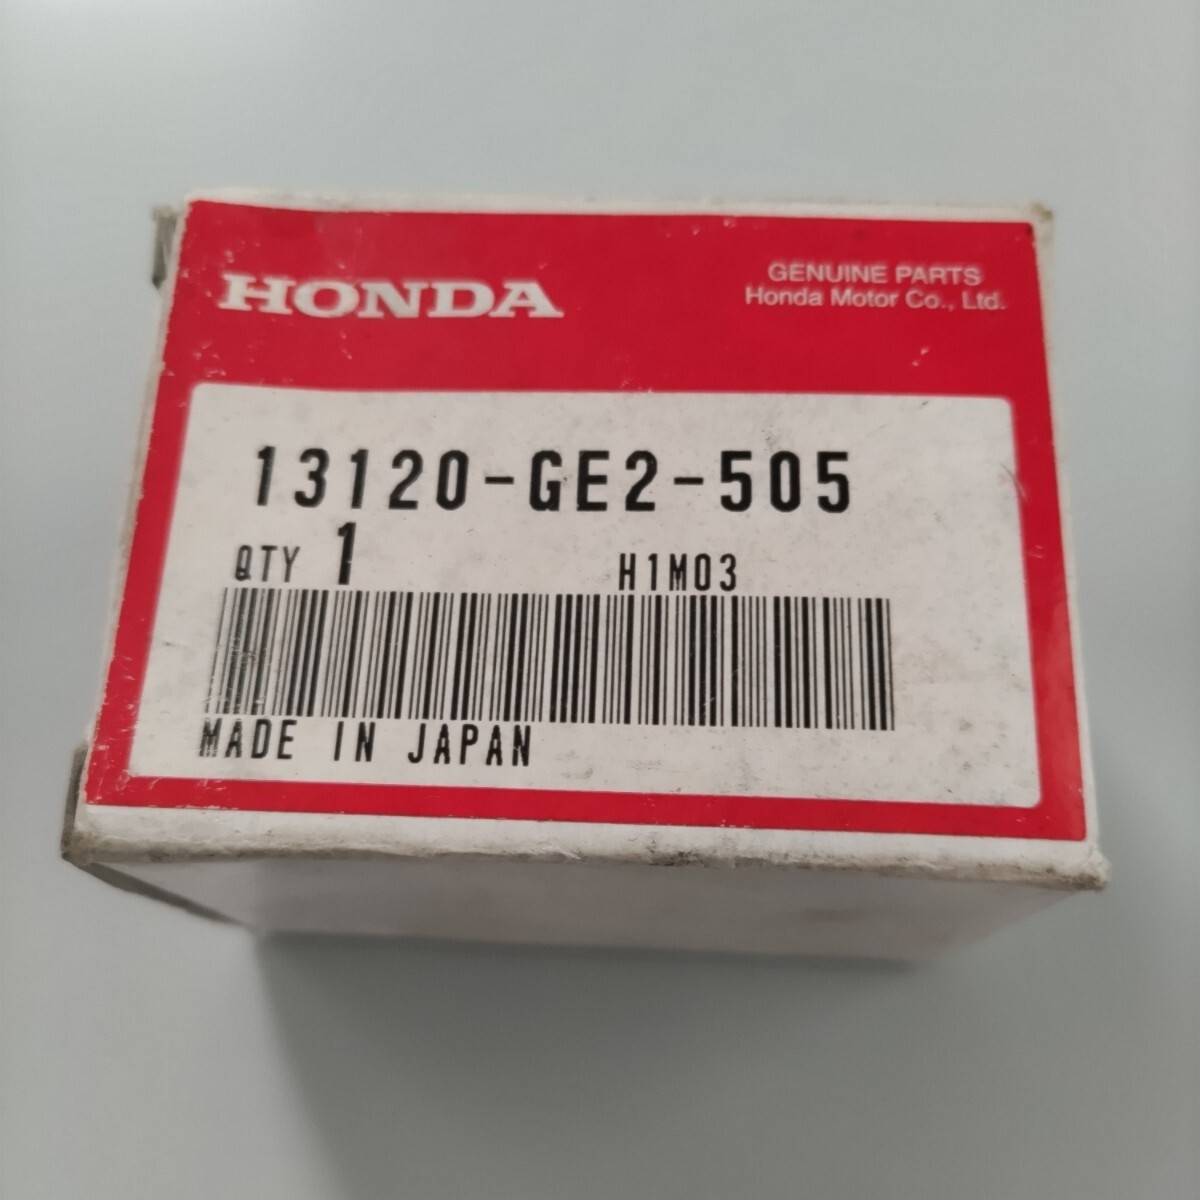 HONDA
GENUINE PARTS
Honda Motor Co., Ltd.
13120-GE2-505
QTY 1 H1M03
MADE IN JAPAN